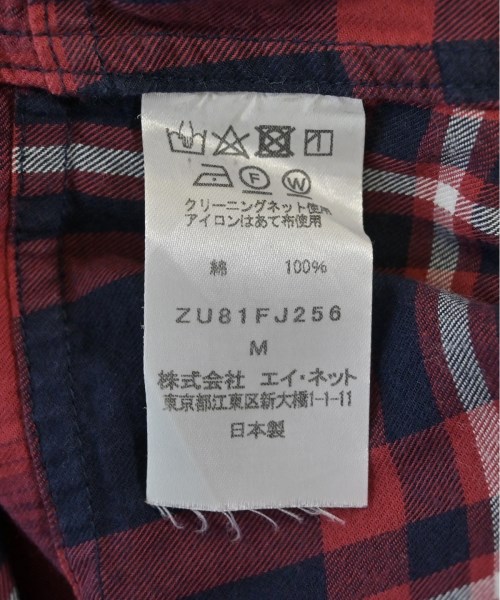 F W
クリーニングネット使用
アイロンはあて布使用
綿 100%
ZU81FJ256
M
株式会社 エイ・ネット
東京都江東区新大橋1-1-11
日本製